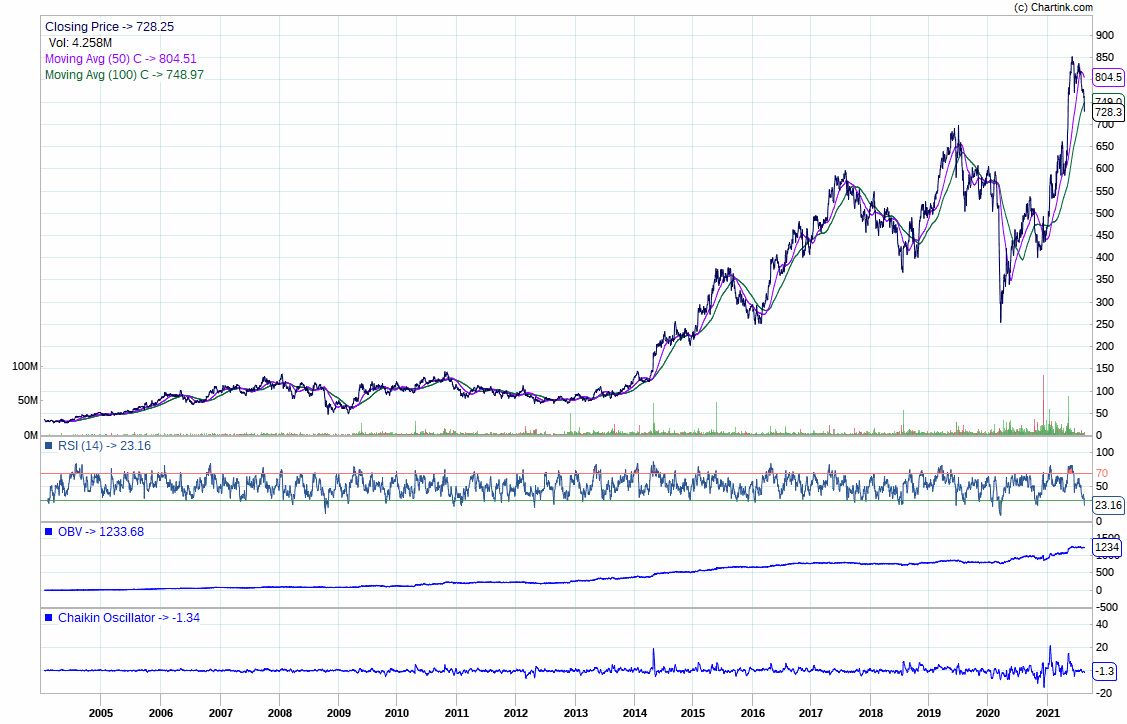 (c) Chartink.com
Closing Price -> 728.25
Vol: 4.258M
Moving Avg (50) C -> 804.51
Moving Avg (100) C -> 748.97
900
850
804.5
749.0
728.3
700
650
600
550
500
450
400
350
300
250
200
150
100
50
0
100M
50M
0M
RSI (14) -> 23.16
100
70
50
23.16
0
OBV -> 1233.68
1500
1234
1000
500
0
-500
Chaikin Oscillator -> -1.34
40
20
-1.3
-20
2005 2006 2007 2008 2009 2010 2011 2012 2013 2014 2015 2016 2017 2018 2019 2020 2021